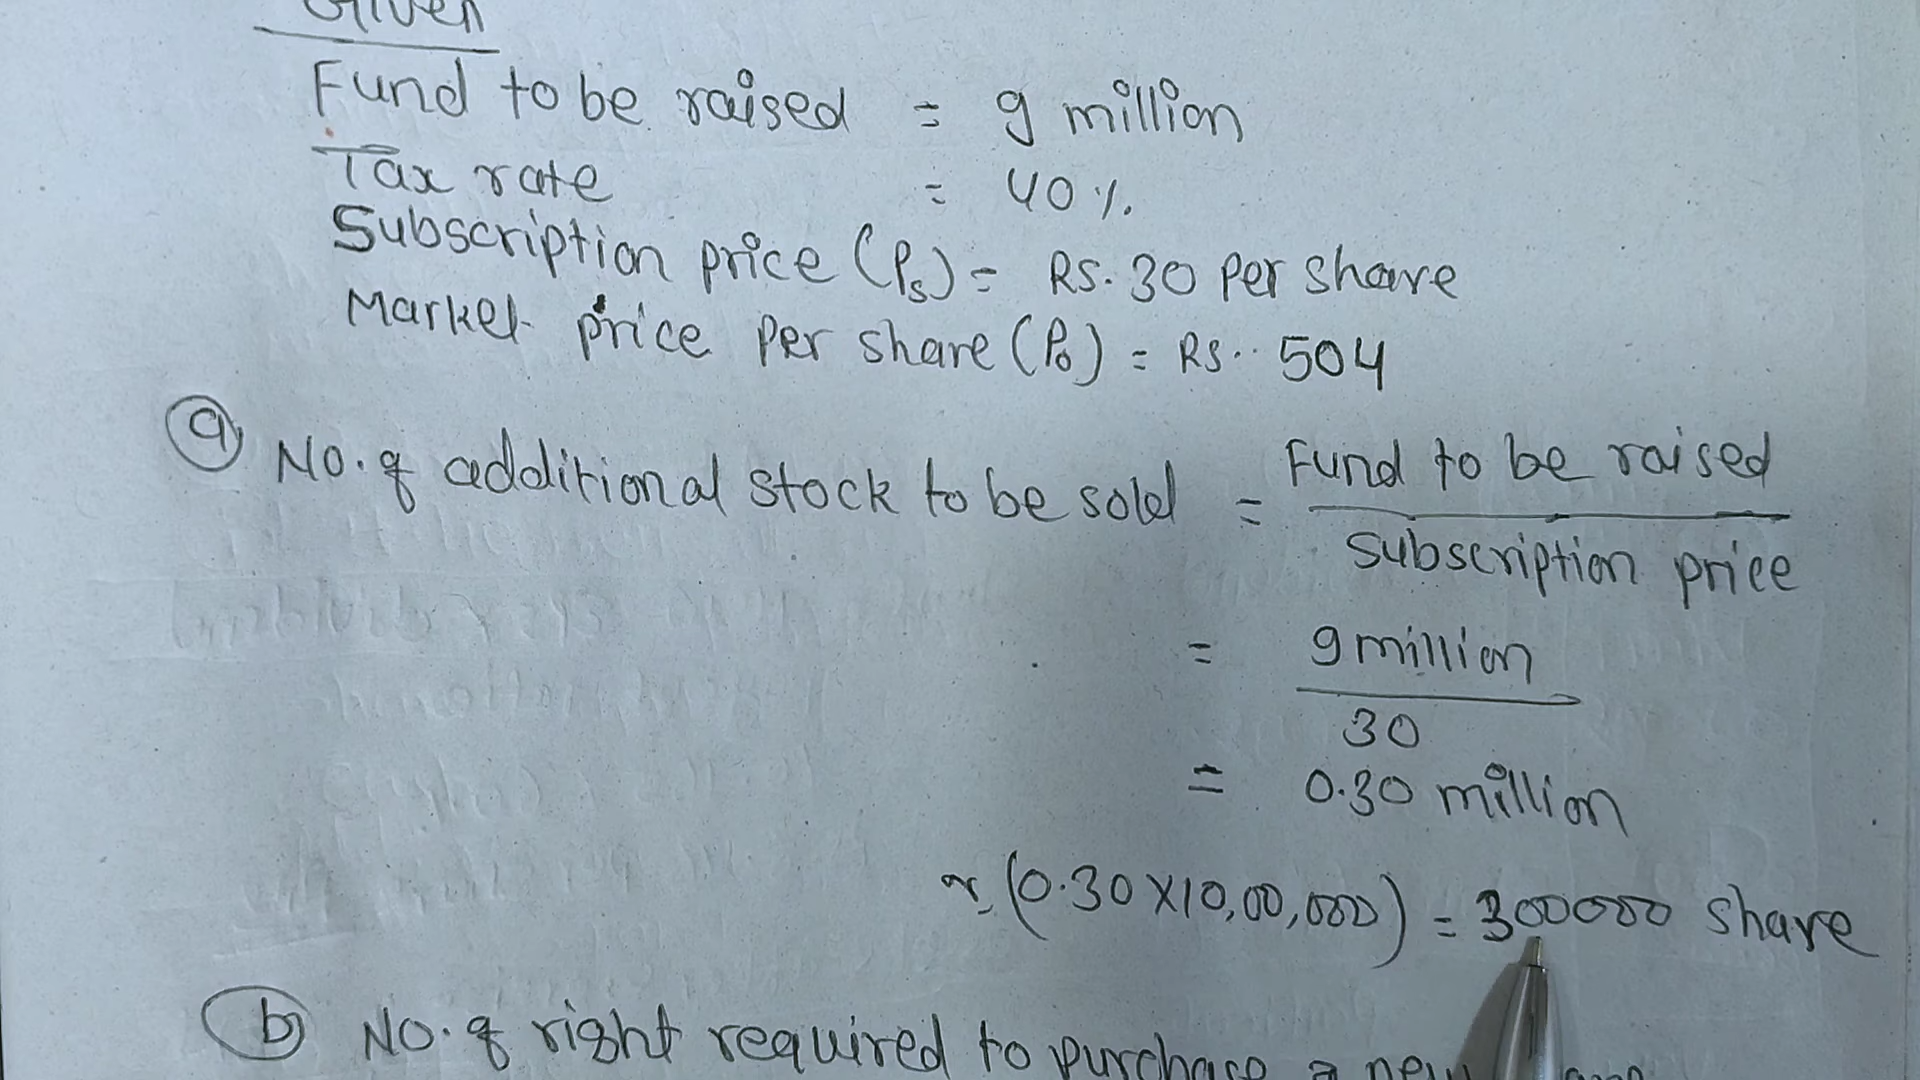 Given
Fund to be raised = 9 million
Tax rate = 40%.
Subscription price (Ps) = RS. 30 Per share
Market price Per share (Po) = RS.. 504
(a) No. of additional stock to be sold = Fund to be raised
Subscription price
= 9 million
30
= 0.30 million
(0.30 X 10,00,000) = 300000 share
(b) No. of right required to purchase a new